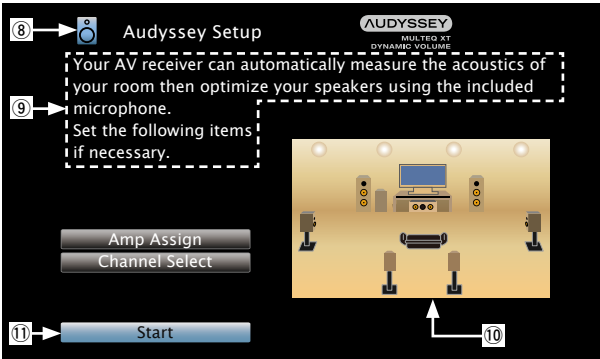 ⑧ Audyssey Setup
AUDYSSEY
MULTEQ XT
DYNAMIC VOLUME
⑨
Your AV receiver can automatically measure the acoustics of
your room then optimize your speakers using the included
microphone.
Set the following items
if necessary.
Amp Assign
Channel Select
⑪ Start
⑩